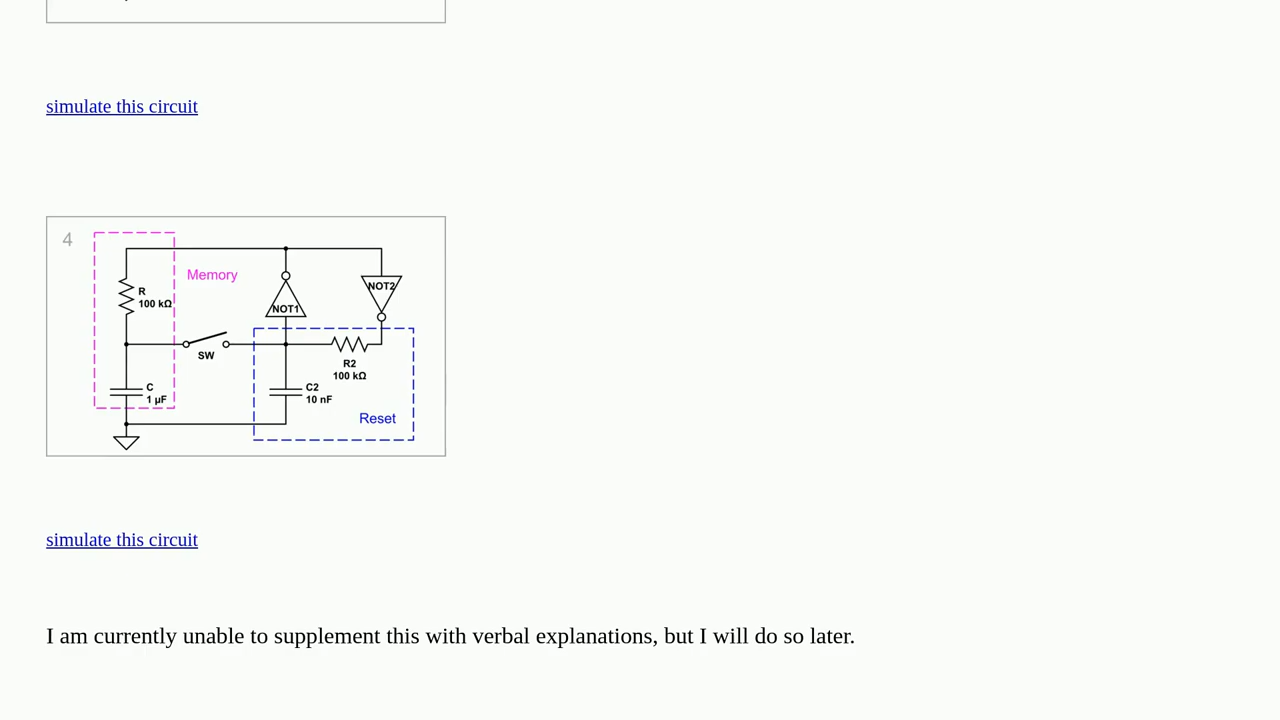 simulate this circuit
4
Memory
R
100 kΩ
NOT1
NOT2
SW
R2
100 kΩ
C
1 µF
C2
10 nF
Reset
simulate this circuit
I am currently unable to supplement this with verbal explanations, but I will do so later.